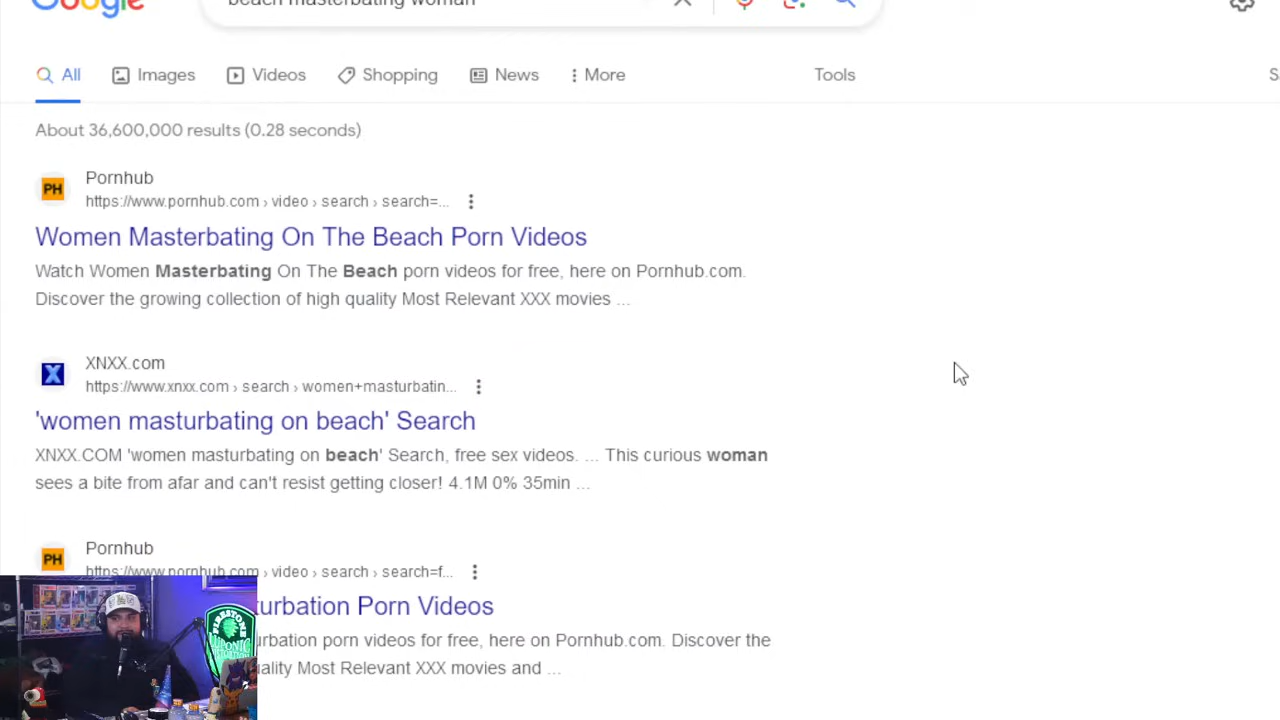 Google
beach masterbating woman
All Images Videos Shopping News More Tools
About 36,600,000 results (0.28 seconds)
PH
Pornhub
https://www.pornhub.com › video › search › search=...
Women Masterbating On The Beach Porn Videos
Watch Women Masterbating On The Beach porn videos for free, here on Pornhub.com.
Discover the growing collection of high quality Most Relevant XXX movies ...
X
XNXX.com
https://www.xnxx.com › search › women+masturbatin...
'women masturbating on beach' Search
XNXX.COM 'women masturbating on beach' Search, free sex videos. ... This curious woman
sees a bite from afar and can't resist getting closer! 4.1M 0% 35min ...
PH
Pornhub
https://www.pornhub.com › video › search › search=f...
turbation Porn Videos
urbation porn videos for free, here on Pornhub.com. Discover the
ality Most Relevant XXX movies and ...
FIRESTONE